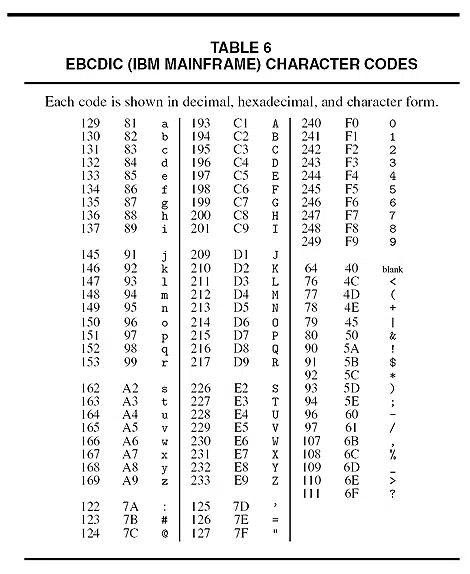 TABLE 6
EBCDIC (IBM MAINFRAME) CHARACTER CODES
Each code is shown in decimal, hexadecimal, and character form.
129 81 a 193 C1 A 240 F0 0
130 82 b 194 C2 B 241 F1 1
131 83 c 195 C3 C 242 F2 2
132 84 d 196 C4 D 243 F3 3
133 85 e 197 C5 E 244 F4 4
134 86 f 198 C6 F 245 F5 5
135 87 g 199 C7 G 246 F6 6
136 88 h 200 C8 H 247 F7 7
137 89 i 201 C9 I 248 F8 8
249 F9 9
145 91 j 209 D1 J
146 92 k 210 D2 K 64 40 blank
147 93 l 211 D3 L 76 4C <
148 94 m 212 D4 M 77 4D (
149 95 n 213 D5 N 78 4E +
150 96 o 214 D6 O 79 45 |
151 97 p 215 D7 P 80 50 &
152 98 q 216 D8 Q 90 5A !
153 99 r 217 D9 R 91 5B $
92 5C *
162 A2 s 226 E2 S 93 5D )
163 A3 t 227 E3 T 94 5E ;
164 A4 u 228 E4 U 96 60 -
165 A5 v 229 E5 V 97 61 /
166 A6 w 230 E6 W 107 6B ,
167 A7 x 231 E7 X 108 6C %
168 A8 y 232 E8 Y 109 6D _
169 A9 z 233 E9 Z 110 6E >
111 6F ?
122 7A : 125 7D '
123 7B # 126 7E =
124 7C @ 127 7F "